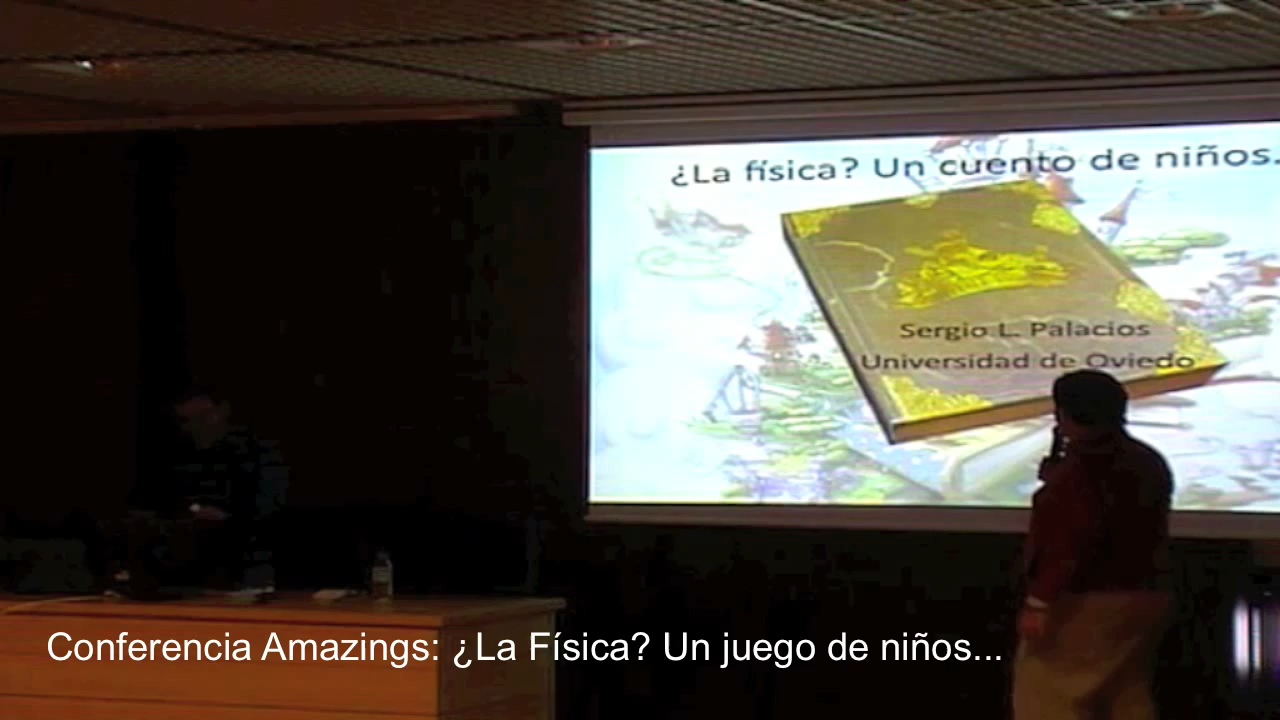 ¿La física? Un cuento de niños.
Sergio L. Palacios
Universidad de Oviedo
Conferencia Amazings: ¿La Física? Un juego de niños...